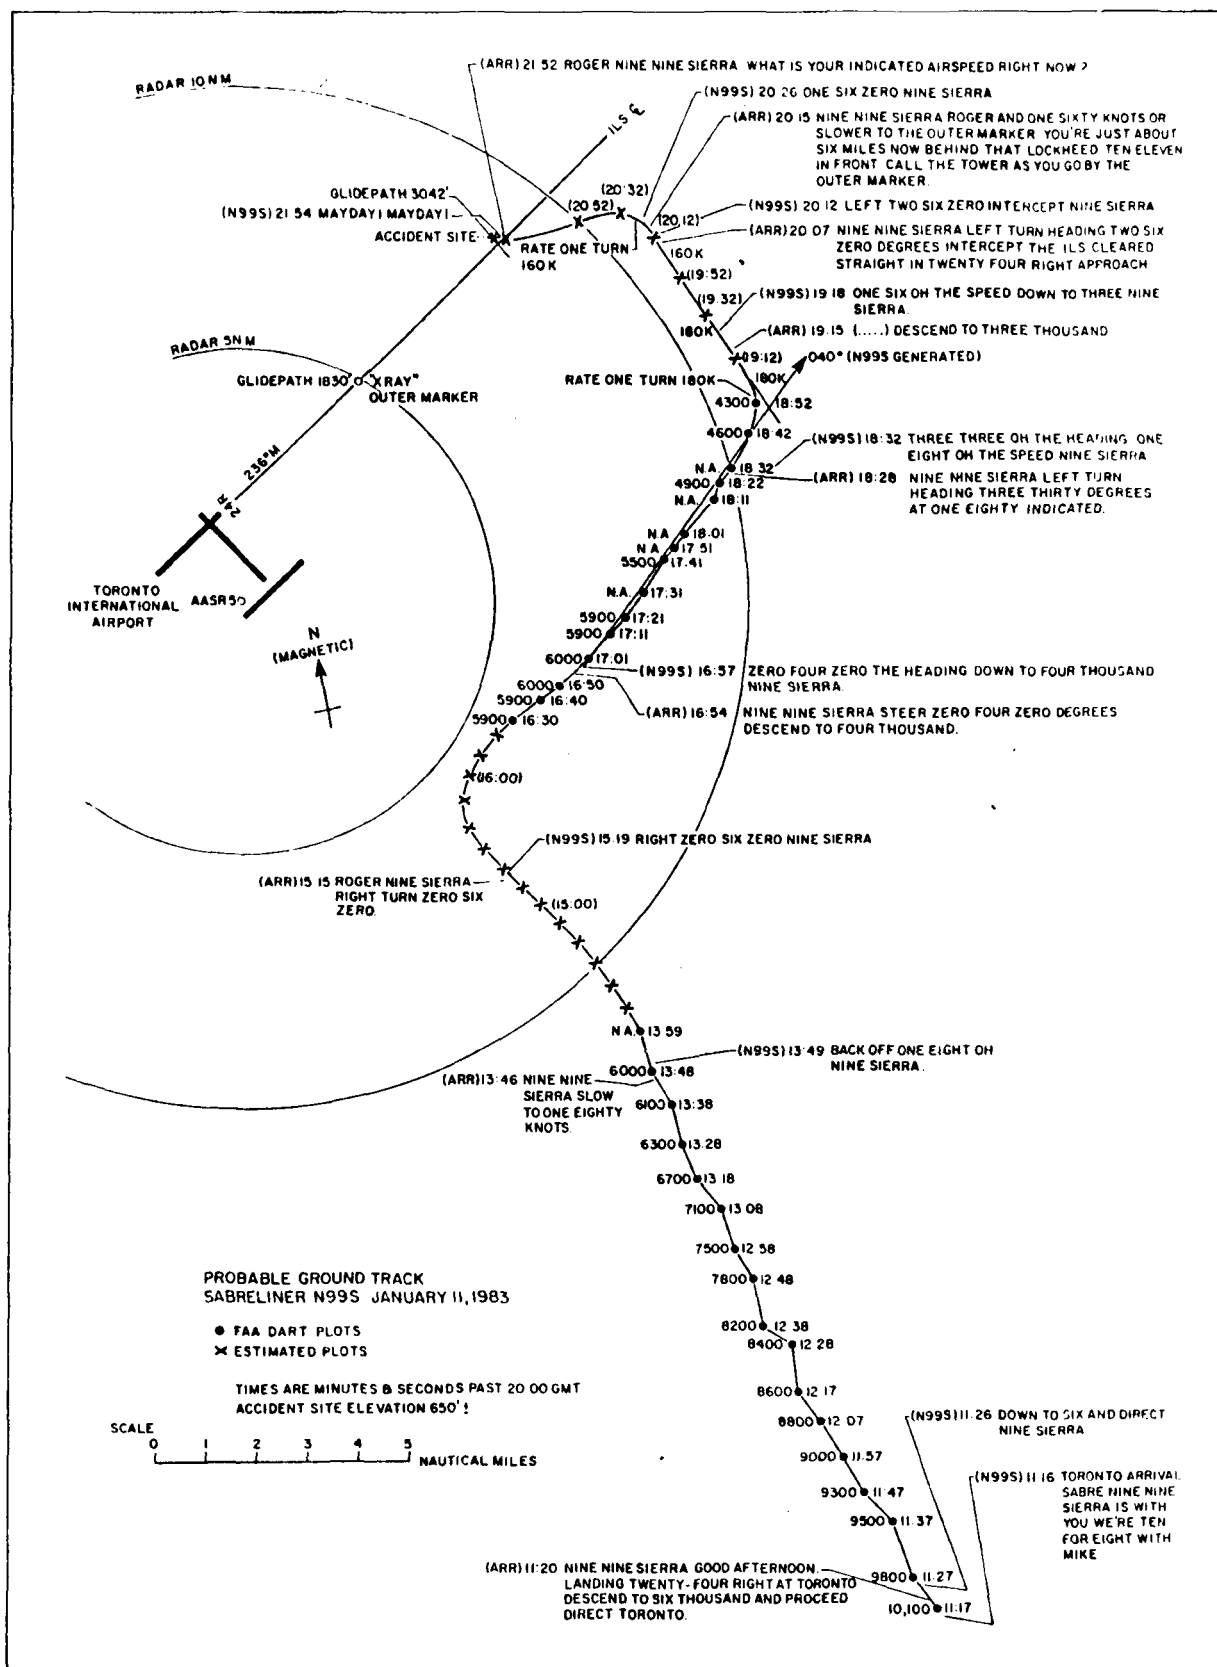 (ARR) 21 52 ROGER NINE NINE SIERRA WHAT IS YOUR INDICATED AIRSPEED RIGHT NOW ?
RADAR 10 NM
(N99S) 20 26 ONE SIX ZERO NINE SIERRA
ILS ℄
(ARR) 20 15 NINE NINE SIERRA ROGER AND ONE SIXTY KNOTS OR
SLOWER TO THE OUTER MARKER YOU'RE JUST ABOUT
SIX MILES NOW BEHIND THAT LOCKHEED TEN ELEVEN
IN FRONT CALL THE TOWER AS YOU GO BY THE
OUTER MARKER.
GLIDEPATH 3042'
(20 32)
(20 52)
(N99S) 21 54 MAYDAY! MAYDAY!
(N99S) 20 12 LEFT TWO SIX ZERO INTERCEPT NINE SIERRA
(20 12)
ACCIDENT SITE
RATE ONE TURN
160 K
160K
(ARR) 20 07 NINE NINE SIERRA LEFT TURN HEADING TWO SIX
ZERO DEGREES INTERCEPT THE ILS CLEARED
STRAIGHT IN TWENTY FOUR RIGHT APPROACH
(19:52)
(19.32)
(N99S) 19 18 ONE SIX OH THE SPEED DOWN TO THREE NINE
SIERRA.
160K
(ARR) 19.15 (.....) DESCEND TO THREE THOUSAND
RADAR 5 NM
(19:12)
040° (N99S GENERATED)
GLIDEPATH 1830'
"XRAY"
OUTER MARKER
RATE ONE TURN 180K
180K
4300 18:52
4600 18 42
236°M
24R
(N99S) 18:32 THREE THREE OH THE HEADING ONE
EIGHT OH THE SPEED NINE SIERRA
N.A. 18 32
4900 18:22
(ARR) 18:28 NINE NINE SIERRA LEFT TURN
HEADING THREE THIRTY DEGREES
AT ONE EIGHTY INDICATED.
N.A. 18:11
N.A 18:01
N.A 17 51
5500 17:41
TORONTO
INTERNATIONAL
AIRPORT
AASR 50
N.A. 17:31
5900 17:21
5900 17:11
N
(MAGNETIC)
6000 17:01
(N99S) 16:57 ZERO FOUR ZERO THE HEADING DOWN TO FOUR THOUSAND
NINE SIERRA.
6000 16:50
5900 16:40
5900 16:30
(ARR) 16:54 NINE NINE SIERRA STEER ZERO FOUR ZERO DEGREES
DESCEND TO FOUR THOUSAND.
(16:00)
(N99S) 15 19 RIGHT ZERO SIX ZERO NINE SIERRA
(ARR) 15 15 ROGER NINE SIERRA
RIGHT TURN ZERO SIX
ZERO.
(15:00)
N A. 13 59
(N99S) 13:49 BACK OFF ONE EIGHT OH
NINE SIERRA.
6000 13:48
(ARR) 13:46 NINE NINE
SIERRA SLOW
TO ONE EIGHTY
KNOTS.
6100 13:38
6300 13.28
6700 13 18
7100 13 08
7500 12 58
7800 12 48
PROBABLE GROUND TRACK
SABRELINER N99S JANUARY 11, 1983
8200 12 38
8400 12 28
● FAA DART PLOTS
✕ ESTIMATED PLOTS
8600 12:17
TIMES ARE MINUTES & SECONDS PAST 20 00 GMT
ACCIDENT SITE ELEVATION 650' ±
8800 12 07
(N99S) 11.26 DOWN TO SIX AND DIRECT
NINE SIERRA
SCALE
0 1 2 3 4 5
NAUTICAL MILES
9000 11:57
9300 11:47
9500 11:37
(N99S) 11 16 TORONTO ARRIVAL
SABRE NINE NINE
SIERRA IS WITH
YOU WE'RE TEN
FOR EIGHT WITH
MIKE
(ARR) 11:20 NINE NINE SIERRA GOOD AFTERNOON.
LANDING TWENTY-FOUR RIGHT AT TORONTO
DESCEND TO SIX THOUSAND AND PROCEED
DIRECT TORONTO.
9800 11:27
10,100 11:17